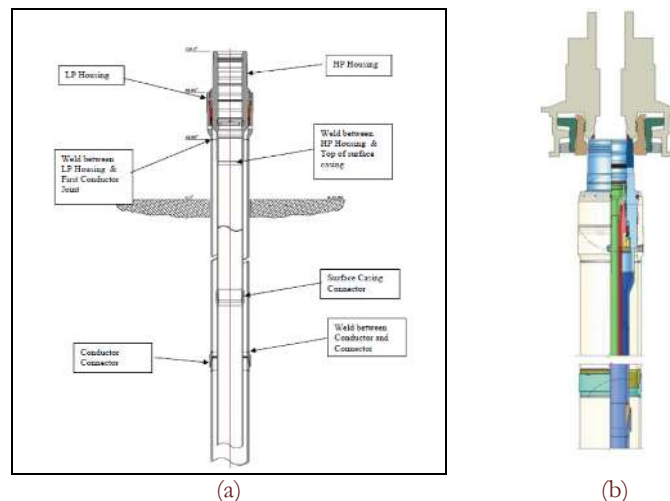 LP Housing
HP Housing
Weld between
LP Housing &
First Conductor
Joint
Weld between
HP Housing &
Top of surface
casing
Surface Casing
Connector
Weld between
Conductor and
Connector
Conductor
Connector
(a)
(b)